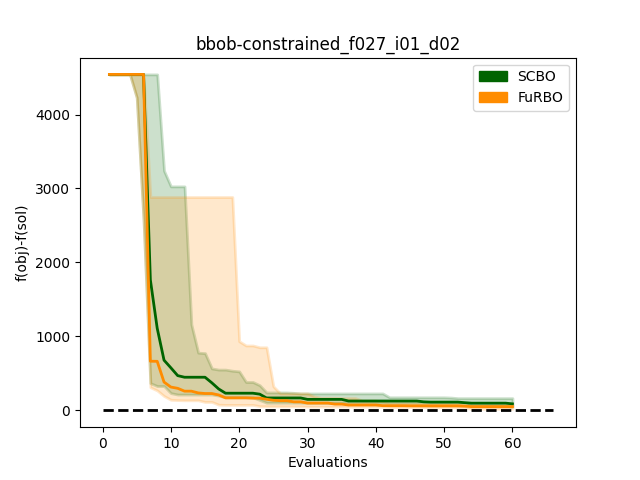 bbob-constrained_f027_i01_d02
SCBO
FuRBO
f(obj)-f(sol)
4000
3000
2000
1000
0
0 10 20 30 40 50 60
Evaluations